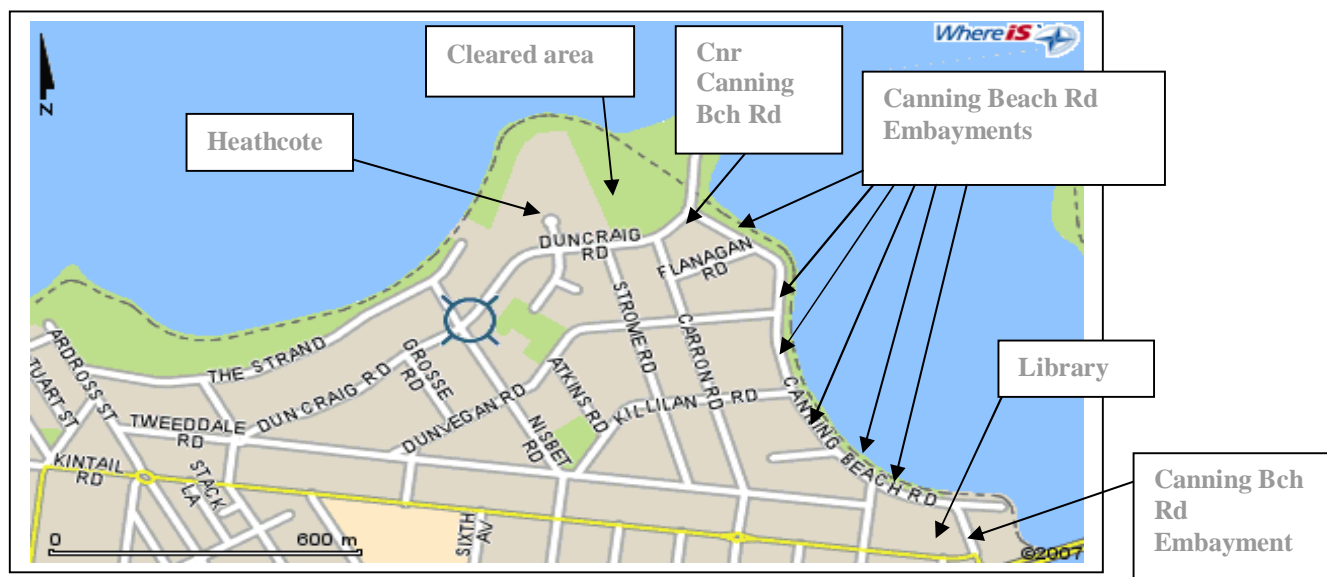 WhereiS
Cleared area
Cnr
Canning
Bch Rd
Canning Beach Rd
Embayments
Heathcote
N
DUNCRAIG
RD
FLANAGAN
RD
STROME RD
CARRON RD
THE STRAND
ARDROSS ST
TUART ST
GROSSE
RD
DUNCRAIG RD
ATKINS RD
DUNVEGAN RD
KILLILAN RD
NISBET
RD
TWEEDDALE
RD
KINTAIL
RD
STACK
LA
SIXTH
AV
CANNING BEACH RD
Library
Canning Bch
Rd
Embayment
0 600 m
©2007